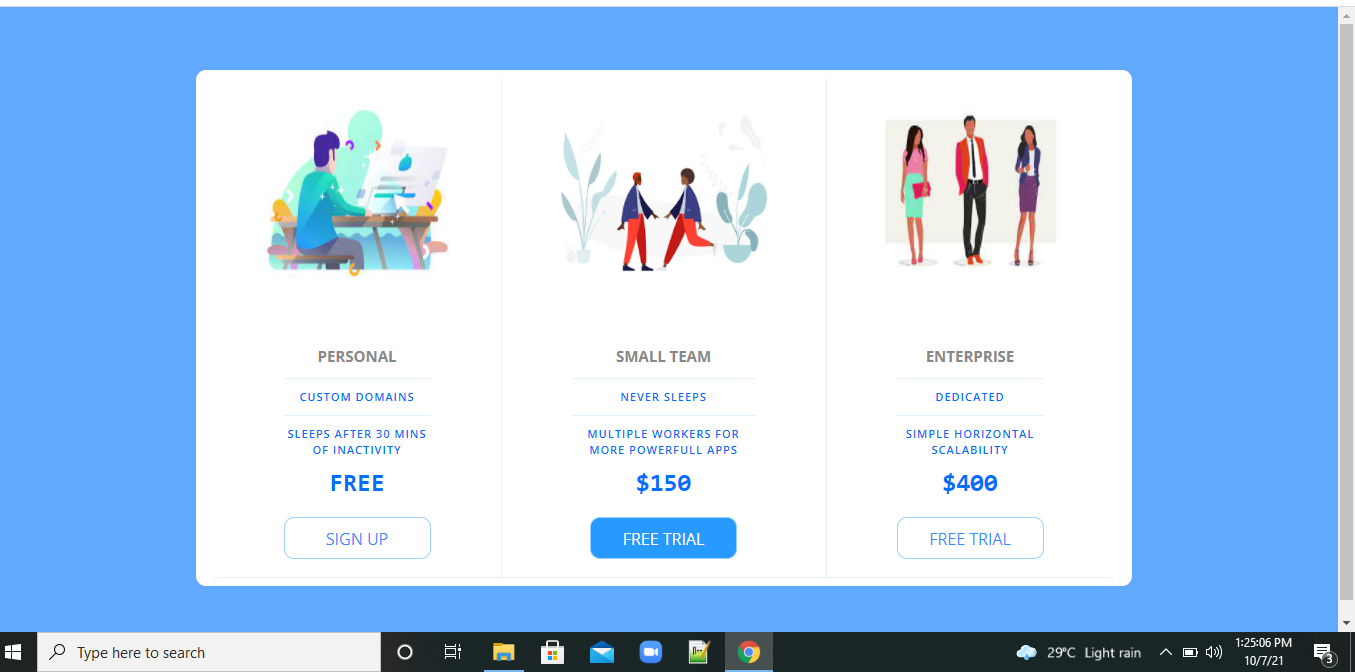 PERSONAL
CUSTOM DOMAINS
SLEEPS AFTER 30 MINS
OF INACTIVITY
FREE
SIGN UP
SMALL TEAM
NEVER SLEEPS
MULTIPLE WORKERS FOR
MORE POWERFULL APPS
$150
FREE TRIAL
ENTERPRISE
DEDICATED
SIMPLE HORIZONTAL
SCALABILITY
$400
FREE TRIAL
Type here to search
29°C Light rain
1:25:06 PM
10/7/21
3